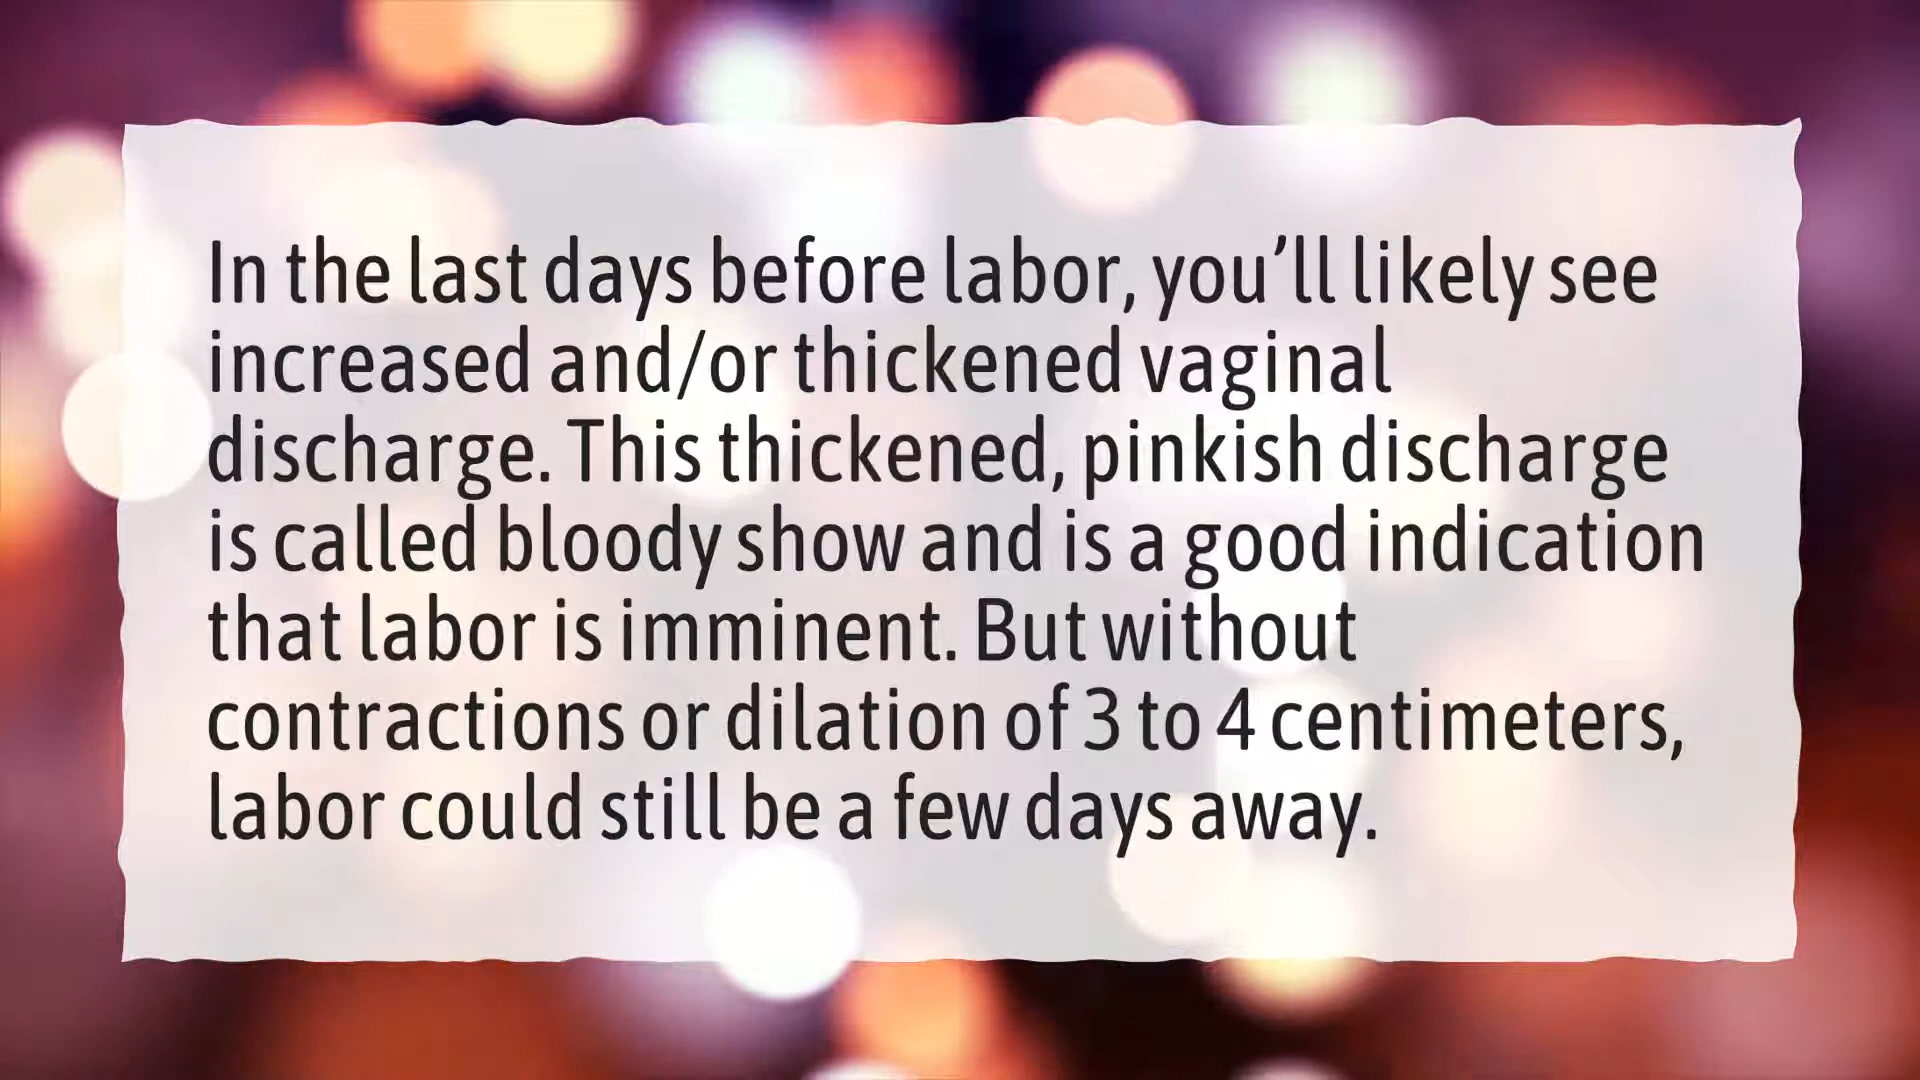 In the last days before labor, you’ll likely see
increased and/or thickened vaginal
discharge. This thickened, pinkish discharge
is called bloody show and is a good indication
that labor is imminent. But without
contractions or dilation of 3 to 4 centimeters,
labor could still be a few days away.